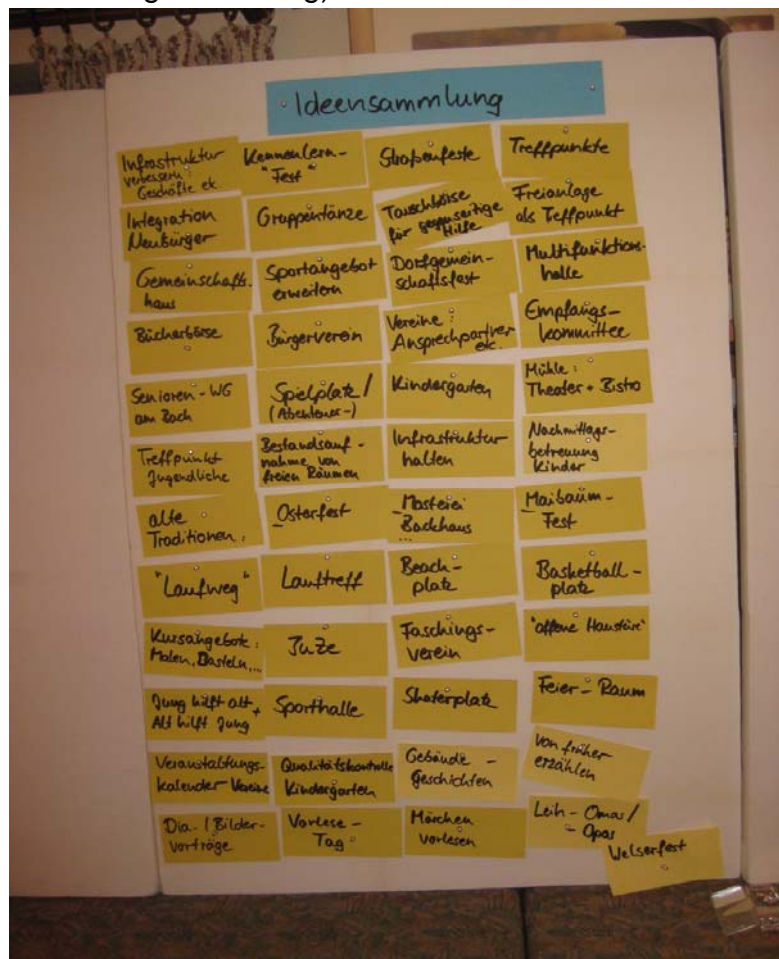 Ideensammlung
Infrastruktur
verbessern:
Geschäfte etc.
Kennenlern-
"Fest"
Straßenfeste
Treffpunkte
Integration
Neubürger
Gruppentänze
Tauschbörse
für gegenseitige
Hilfe
Freianlage
als Treffpunkt
Gemeinschafts-
haus
Sportangebot
erweitern
Dorfgemein-
schaftsfest
Multifunktions-
halle
Bücherbörse
Bürgerverein
Vereine:
Ansprechpartner
etc.
Empfangs-
kommittee
Senioren-WG
am Bach
Spielplatz/
(Abenteuer-)
Kindergarten
Mühle:
Theater + Bistro
Treffpunkt
Jugendliche
Bestandsauf-
nahme von
freien Räumen
Infrastruktur
halten
Nachmittags-
betreuung
Kinder
alte
Traditionen:
-Osterfest
-Mosterei
Backhaus
...
-Maibaum-
Fest
"Laufweg"
Lauftreff
Beach-
platz
Basketball-
platz
Kursangebote:
Malen, Basteln,...
JuZe
Faschings-
verein
"offene Haustüre"
Jung hilft alt +
Alt hilft Jung
Sporthalle
Skaterplatz
Feier-Raum
Veranstaltungs-
kalender Vereine
Qualitätskontrolle
Kindergarten
Gebäude -
Geschichten
Von früher
erzählen
Dia-/Bilder-
vorträge
Vorlese-
Tag
Märchen
vorlesen
Leih-Omas/
-Opas
Welserfest